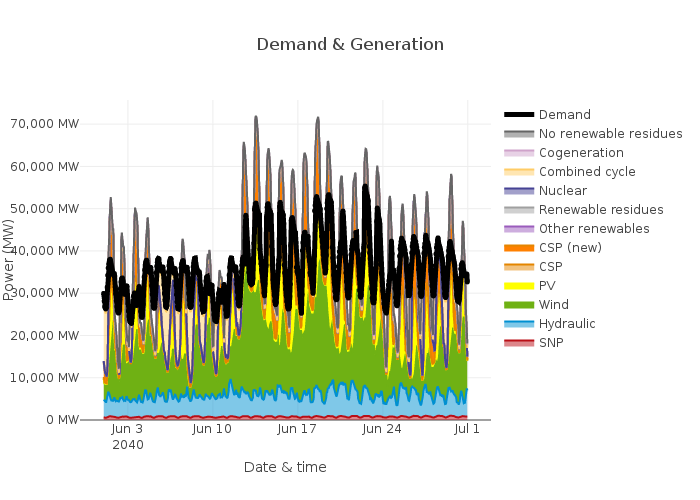 Demand & Generation
70,000 MW
60,000 MW
50,000 MW
40,000 MW
30,000 MW
20,000 MW
10,000 MW
0 MW
Power (MW)
Jun 3
2040
Jun 10
Jun 17
Jun 24
Jul 1
Date & time
Demand
No renewable residues
Cogeneration
Combined cycle
Nuclear
Renewable residues
Other renewables
CSP (new)
CSP
PV
Wind
Hydraulic
SNP